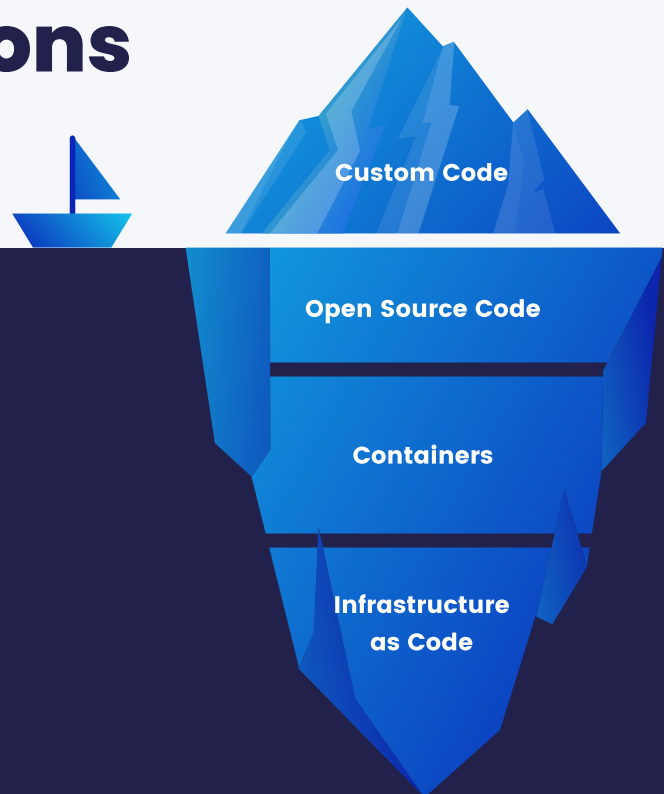 ons
Custom Code
Open Source Code
Containers
Infrastructure
as Code